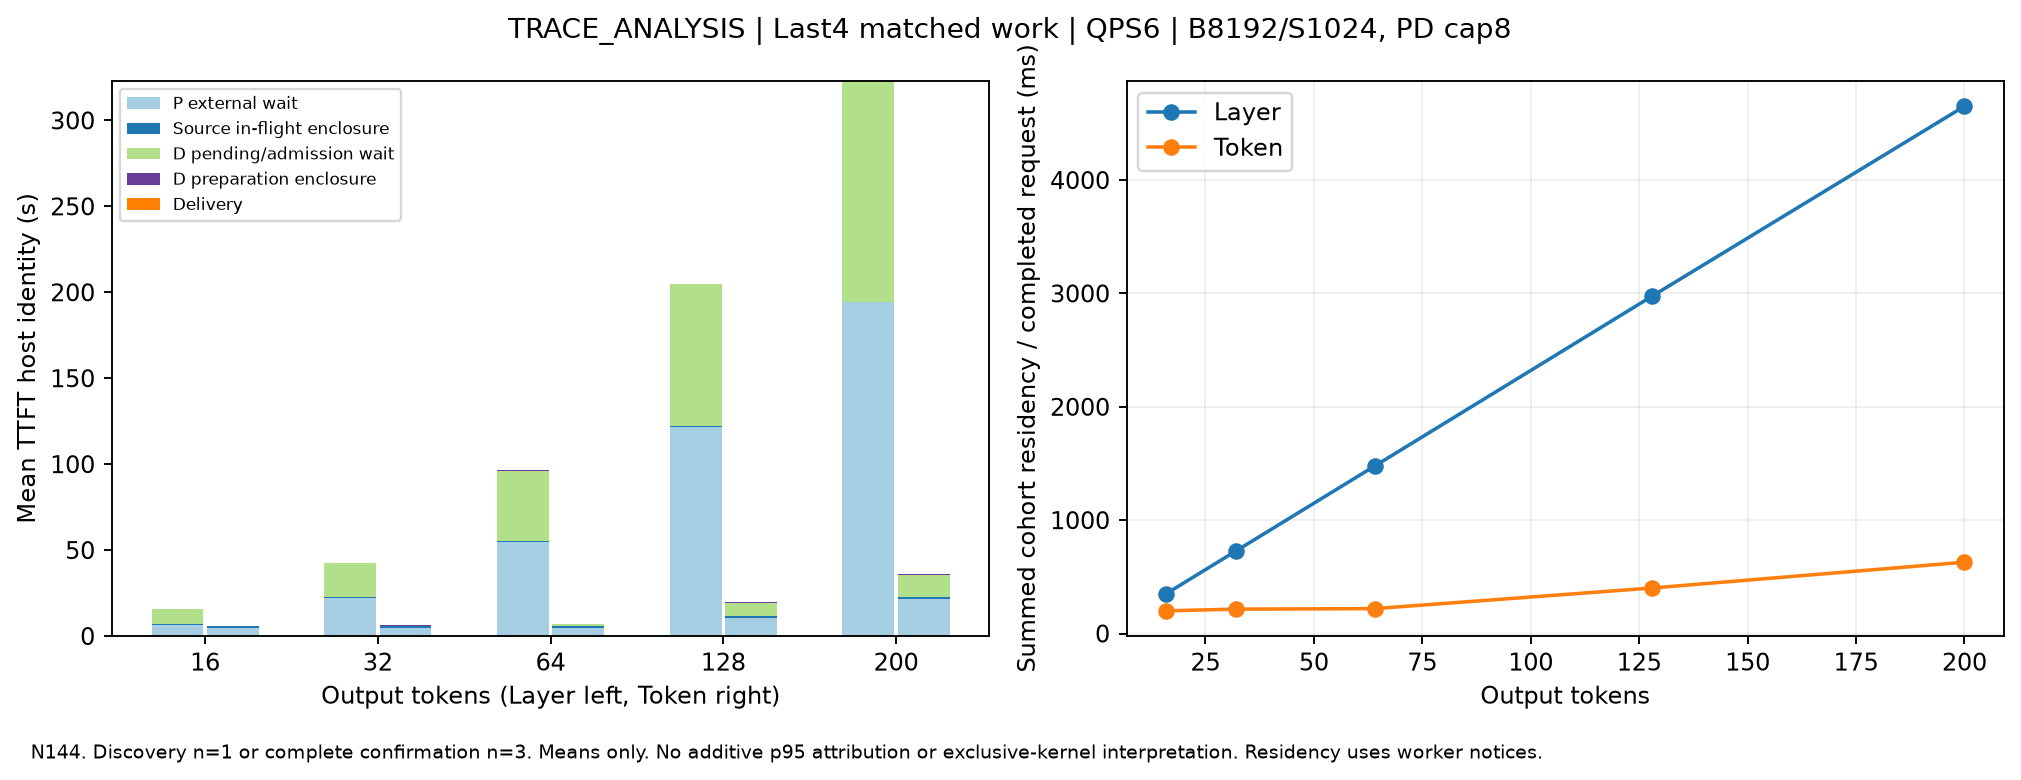 TRACE_ANALYSIS | Last4 matched work | QPS6 | B8192/S1024, PD cap8
Mean TTFT host identity (s)
300
250
200
150
100
50
0
P external wait
Source in-flight enclosure
D pending/admission wait
D preparation enclosure
Delivery
16 32 64 128 200
Output tokens (Layer left, Token right)
Summed cohort residency / completed request (ms)
4000
3000
2000
1000
0
Layer
Token
25 50 75 100 125 150 175 200
Output tokens
N144. Discovery n=1 or complete confirmation n=3. Means only. No additive p95 attribution or exclusive-kernel interpretation. Residency uses worker notices.